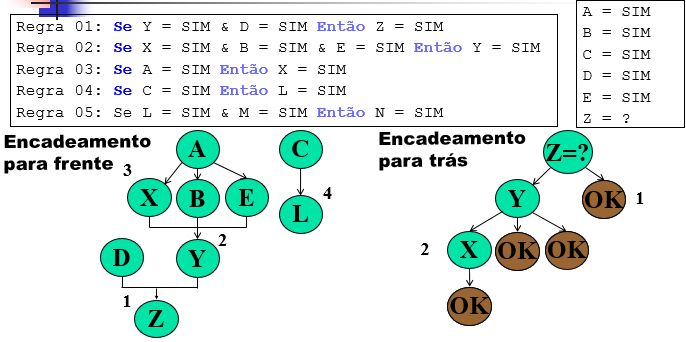 Regra 01: Se Y = SIM & D = SIM Então Z = SIM
Regra 02: Se X = SIM & B = SIM & E = SIM Então Y = SIM
Regra 03: Se A = SIM Então X = SIM
Regra 04: Se C = SIM Então L = SIM
Regra 05: Se L = SIM & M = SIM Então N = SIM
A = SIM
B = SIM
C = SIM
D = SIM
E = SIM
Z = ?
Encadeamento
para frente
A
C
3
X
B
E
4
L
2
D
Y
1
Z
Encadeamento
para trás
Z=?
Y
OK
1
2
X
OK
OK
OK